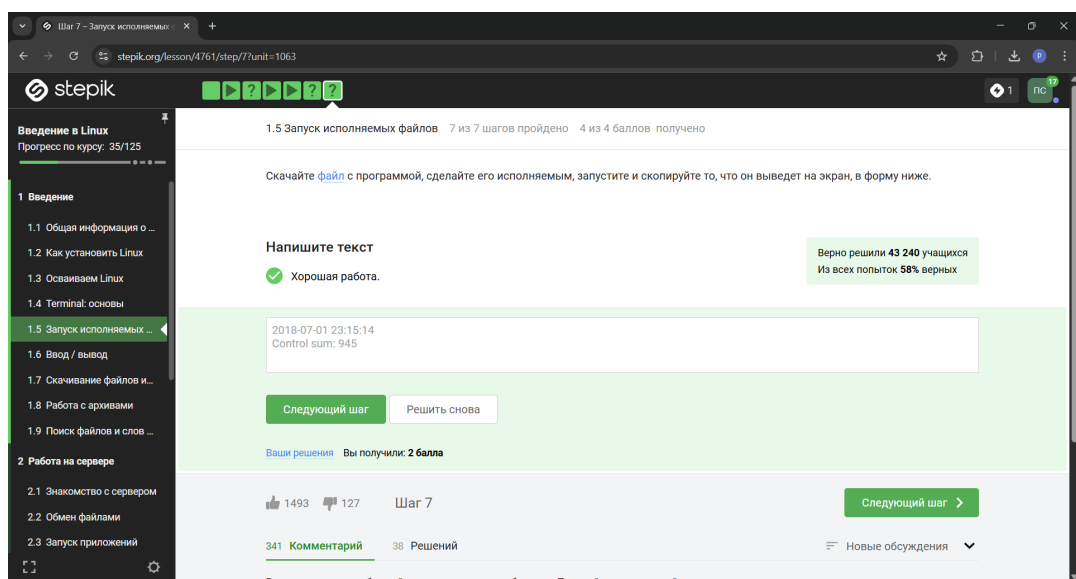 Шаг 7 – Запуск исполняемых
stepik.org/lesson/4761/step/7?unit=1063
stepik
? ? ?
1
ПС
17
P
Введение в Linux
Прогресс по курсу: 35/125
1 Введение
1.1 Общая информация о ...
1.2 Как установить Linux
1.3 Осваиваем Linux
1.4 Terminal: основы
1.5 Запуск исполняемых ...
1.6 Ввод / вывод
1.7 Скачивание файлов и...
1.8 Работа с архивами
1.9 Поиск файлов и слов ...
2 Работа на сервере
2.1 Знакомство с сервером
2.2 Обмен файлами
2.3 Запуск приложений
1.5 Запуск исполняемых файлов 7 из 7 шагов пройдено 4 из 4 баллов получено
Скачайте файл с программой, сделайте его исполняемым, запустите и скопируйте то, что он выведет на экран, в форму ниже.
Напишите текст
Хорошая работа.
Верно решили 43 240 учащихся
Из всех попыток 58% верных
2018-07-01 23:15:14
Control sum: 945
Следующий шаг
Решить снова
Ваши решения Вы получили: 2 балла
1493 127 Шаг 7
Следующий шаг
341 Комментарий 38 Решений
Новые обсуждения